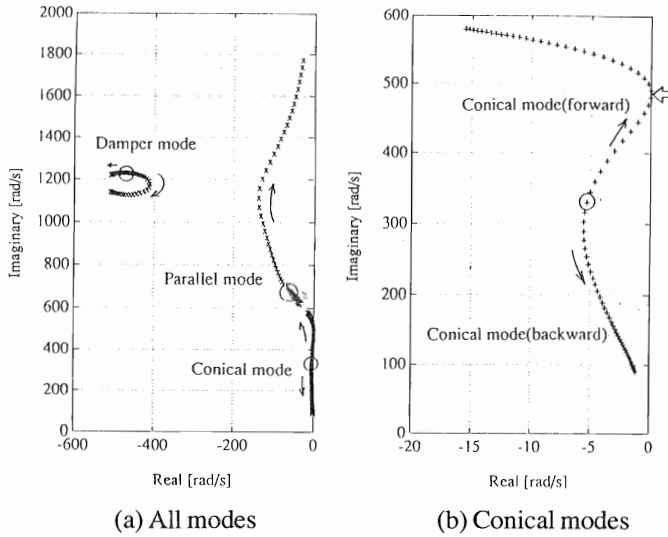 2000
1800
1600
1400
1200
1000
800
600
400
200
0
-600
-400
-200
0
Imaginary [rad/s]
Real [rad/s]
Damper mode
Parallel mode
Conical mode
(a) All modes
600
500
400
300
200
100
0
-20
-15
-10
-5
0
Imaginary [rad/s]
Real [rad/s]
Conical mode(forward)
Conical mode(backward)
(b) Conical modes